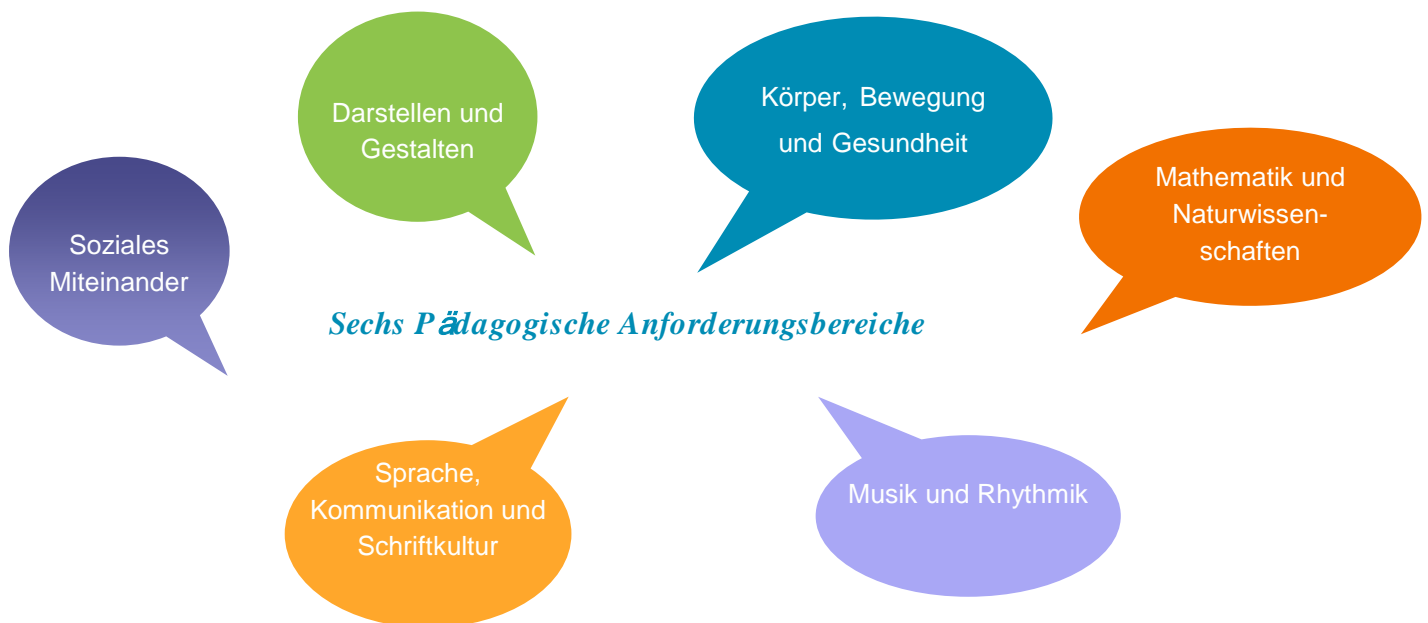 Darstellen und
Gestalten
Körper, Bewegung
und Gesundheit
Mathematik und
Naturwissen-
schaften
Soziales
Miteinander
Sechs Pädagogische Anforderungsbereiche
Sprache,
Kommunikation und
Schriftkultur
Musik und Rhythmik